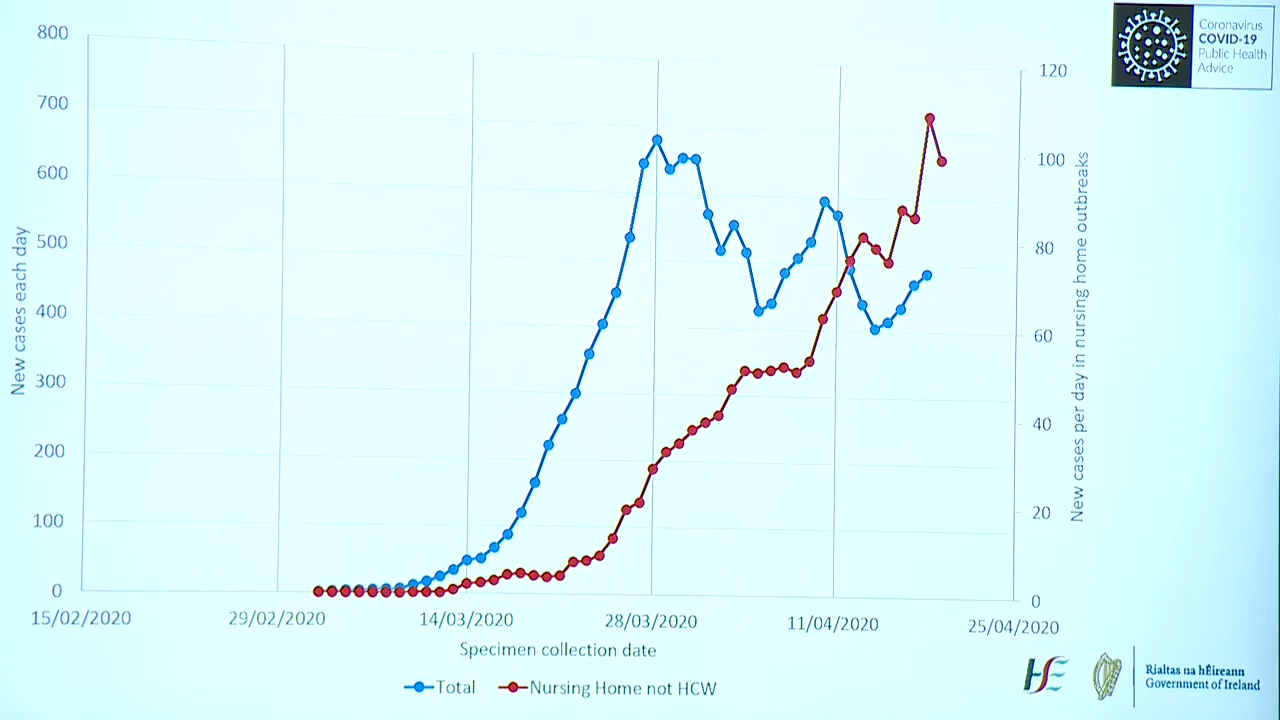 Coronavirus
COVID-19
Public Health
Advice
800
700
600
500
400
300
200
100
0
New cases each day
120
100
80
60
40
20
0
New cases per day in nursing home outbreaks
15/02/2020
29/02/2020
14/03/2020
28/03/2020
11/04/2020
25/04/2020
Specimen collection date
Total
Nursing Home not HCW
HSE
Rialtas na hÉireann
Government of Ireland